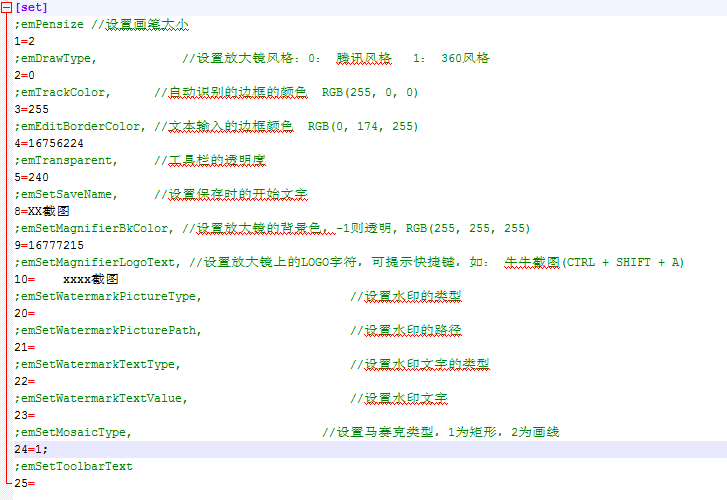 [set]
;emPensize //设置画笔大小
1=2
;emDrawType, //设置放大镜风格：0： 腾讯风格 1： 360风格
2=0
;emTrackColor, //自动识别的边框的颜色 RGB(255, 0, 0)
3=255
;emEditBorderColor, //文本输入的边框颜色 RGB(0, 174, 255)
4=16756224
;emTransparent, //工具栏的透明度
5=240
;emSetSaveName, //设置保存时的开始文字
8=XX截图
;emSetMagnifierBkColor, //设置放大镜的背景色，-1则透明, RGB(255, 255, 255)
9=16777215
;emSetMagnifierLogoText, //设置放大镜上的LOGO字符，可提示快捷键，如： 牛牛截图(CTRL + SHIFT + A)
10= xxxx截图
;emSetWatermarkPictureType, //设置水印的类型
20=
;emSetWatermarkPicturePath, //设置水印的路径
21=
;emSetWatermarkTextType, //设置水印文字的类型
22=
;emSetWatermarkTextValue, //设置水印文字
23=
;emSetMosaicType, //设置马赛克类型，1为矩形，2为画线
24=1;
;emSetToolbarText
25=